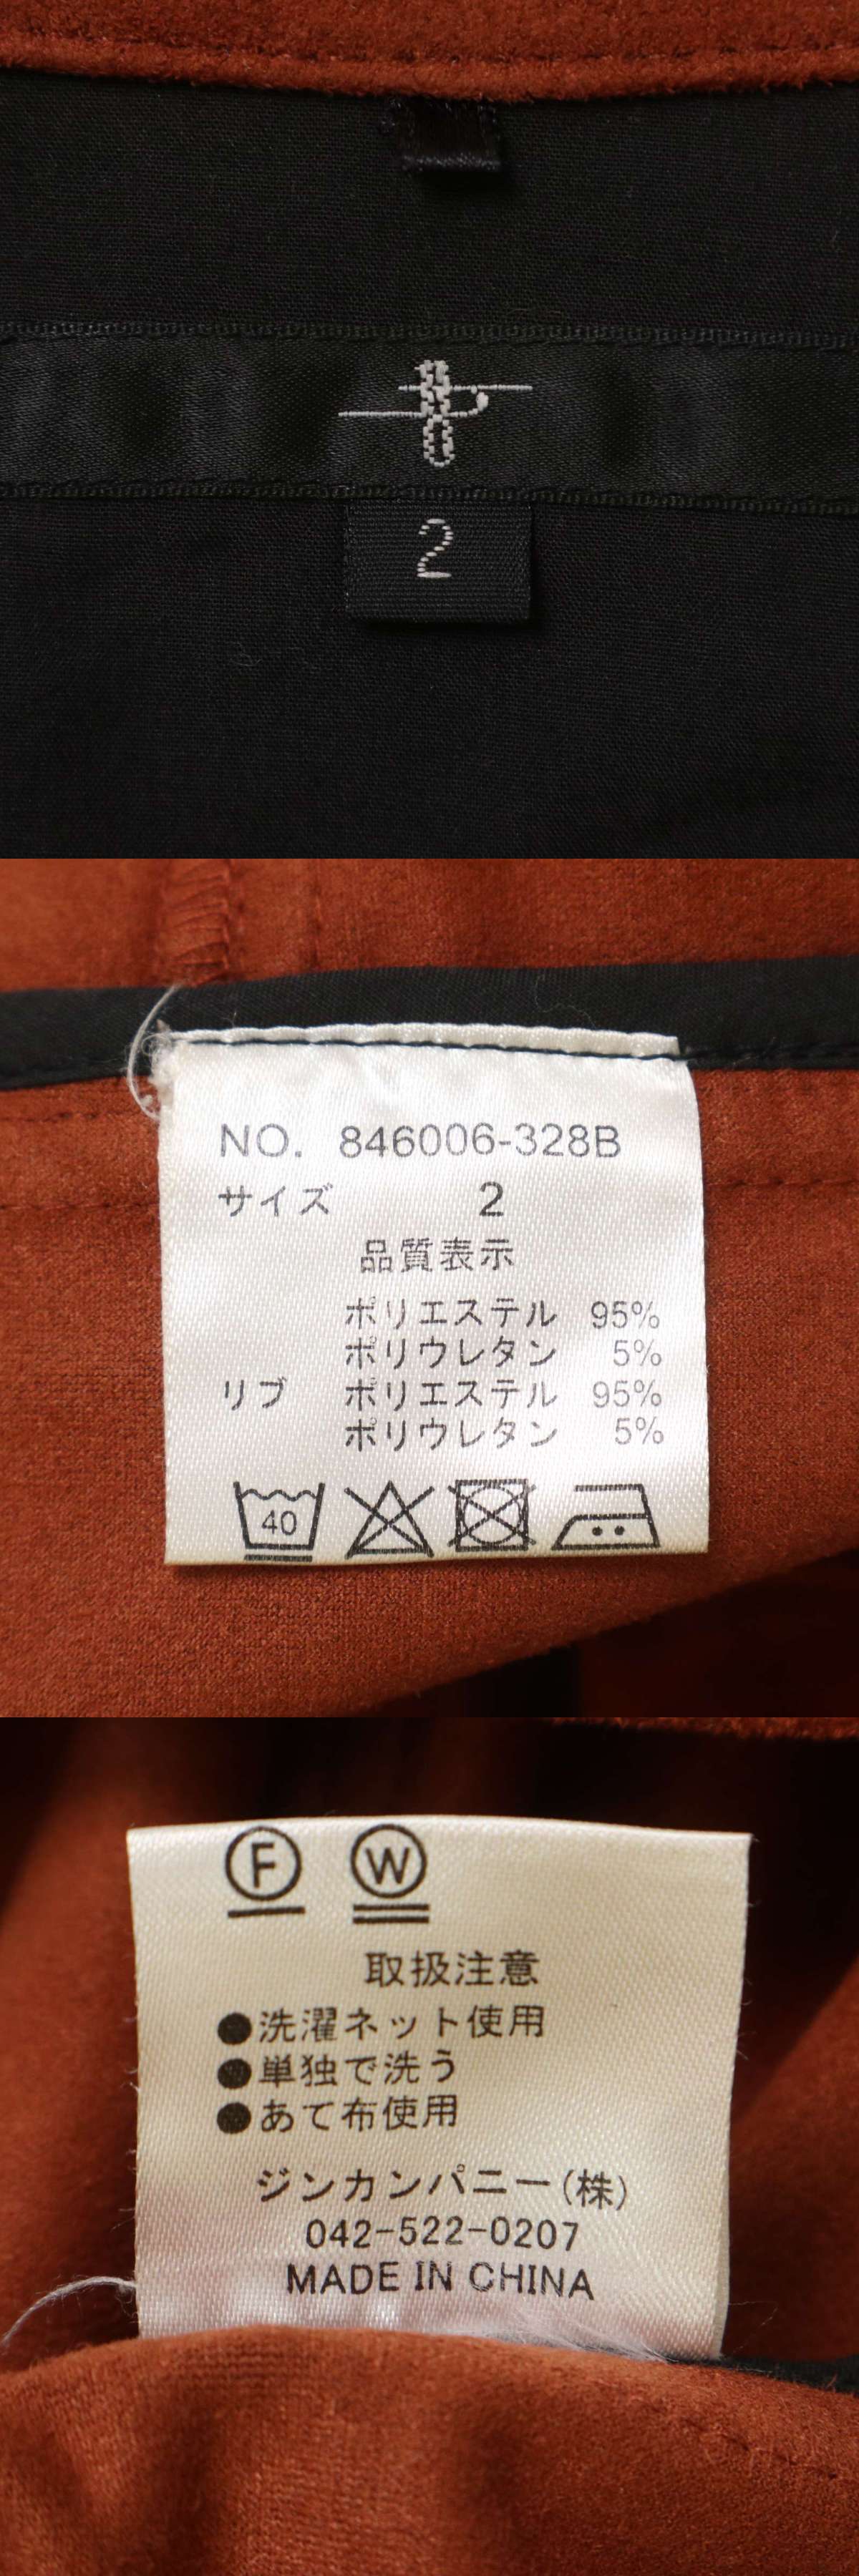 2
NO. 846006-328B
サイズ 2
品質表示
ポリエステル 95%
ポリウレタン 5%
リブ ポリエステル 95%
ポリウレタン 5%
40
F W
取扱注意
●洗濯ネット使用
●単独で洗う
●あて布使用
ジンカンパニー(株)
042-522-0207
MADE IN CHINA